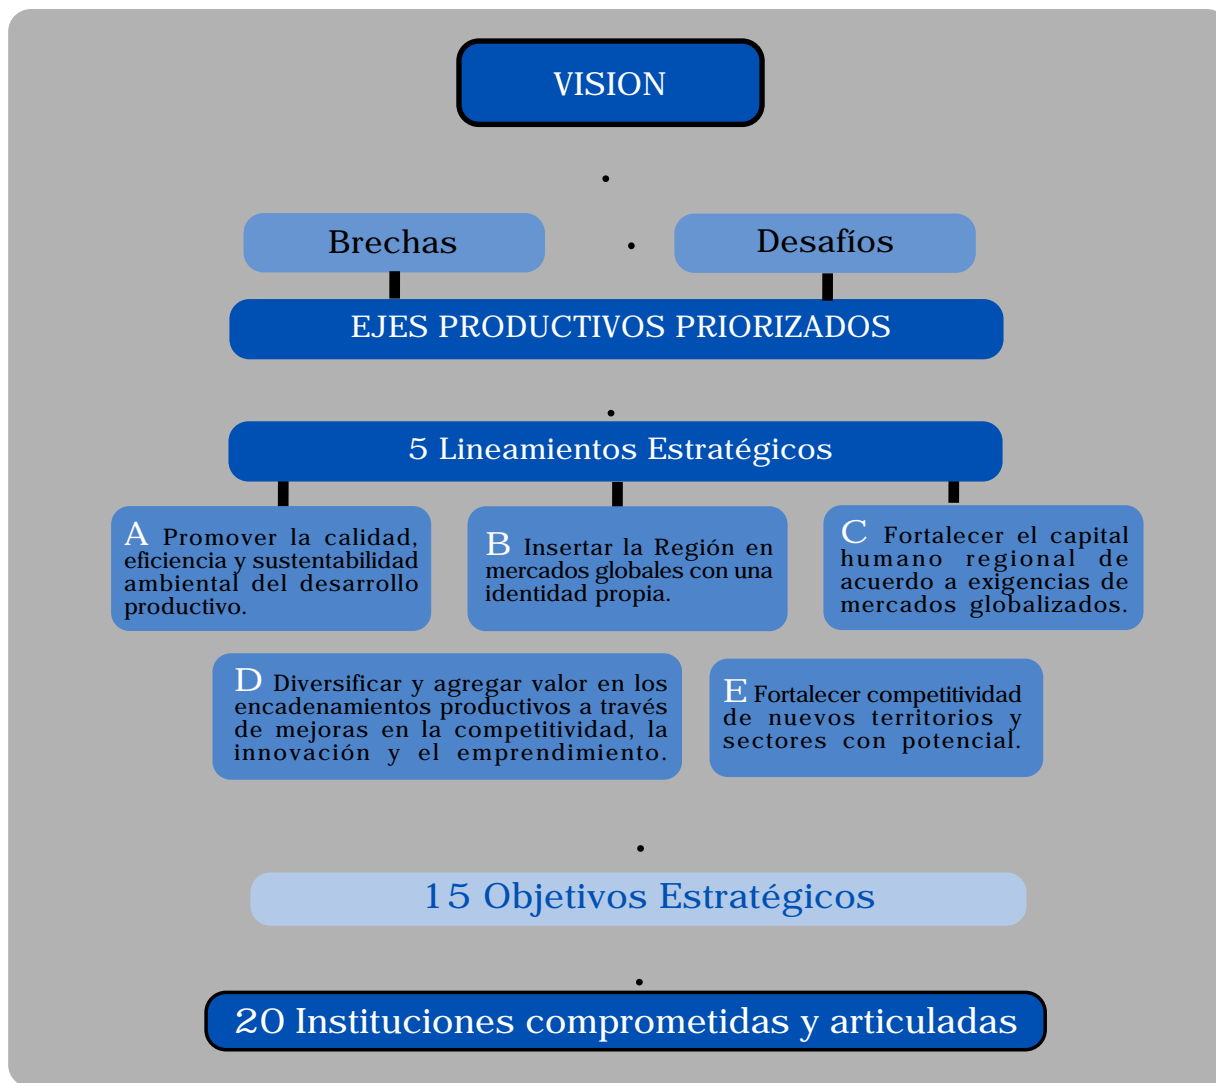 VISION
Brechas
Desafíos
EJES PRODUCTIVOS PRIORIZADOS
5 Lineamientos Estratégicos
A Promover la calidad,
eficiencia y sustentabilidad
ambiental del desarrollo
productivo.
B Insertar la Región en
mercados globales con una
identidad propia.
C Fortalecer el capital
humano regional de
acuerdo a exigencias de
mercados globalizados.
D Diversificar y agregar valor en los
encadenamientos productivos a través
de mejoras en la competitividad, la
innovación y el emprendimiento.
E Fortalecer competitividad
de nuevos territorios y
sectores con potencial.
15 Objetivos Estratégicos
20 Instituciones comprometidas y articuladas